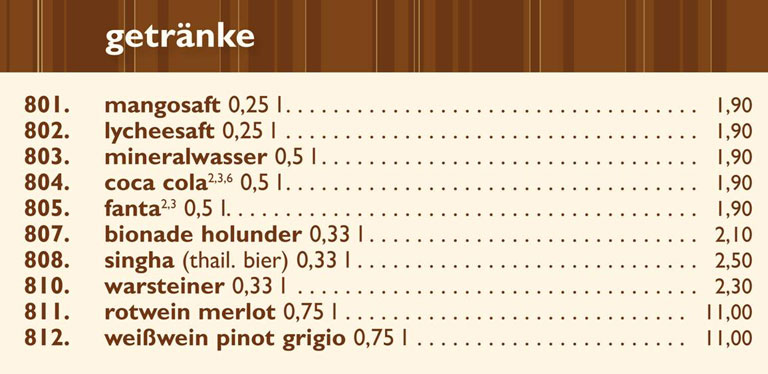 getränke
801. mangosaft 0,25 l. . . . . . . . . . . . . . . . . . . . . . . . . . . . . . . . . . . . . 1,90
802. lycheesaft 0,25 l . . . . . . . . . . . . . . . . . . . . . . . . . . . . . . . . . . . . . 1,90
803. mineralwasser 0,5 l . . . . . . . . . . . . . . . . . . . . . . . . . . . . . . . . . . 1,90
804. coca cola2,3,6 0,5 l. . . . . . . . . . . . . . . . . . . . . . . . . . . . . . . . . . . . . 1,90
805. fanta2,3 0,5 l. . . . . . . . . . . . . . . . . . . . . . . . . . . . . . . . . . . . . . . . . . 1,90
807. bionade holunder 0,33 l . . . . . . . . . . . . . . . . . . . . . . . . . . . . . . 2,10
808. singha (thail. bier) 0,33 l . . . . . . . . . . . . . . . . . . . . . . . . . . . . . . . 2,50
810. warsteiner 0,33 l . . . . . . . . . . . . . . . . . . . . . . . . . . . . . . . . . . . . 2,30
811. rotwein merlot 0,75 l . . . . . . . . . . . . . . . . . . . . . . . . . . . . . . . . 11,00
812. weißwein pinot grigio 0,75 l . . . . . . . . . . . . . . . . . . . . . . . . . 11,00